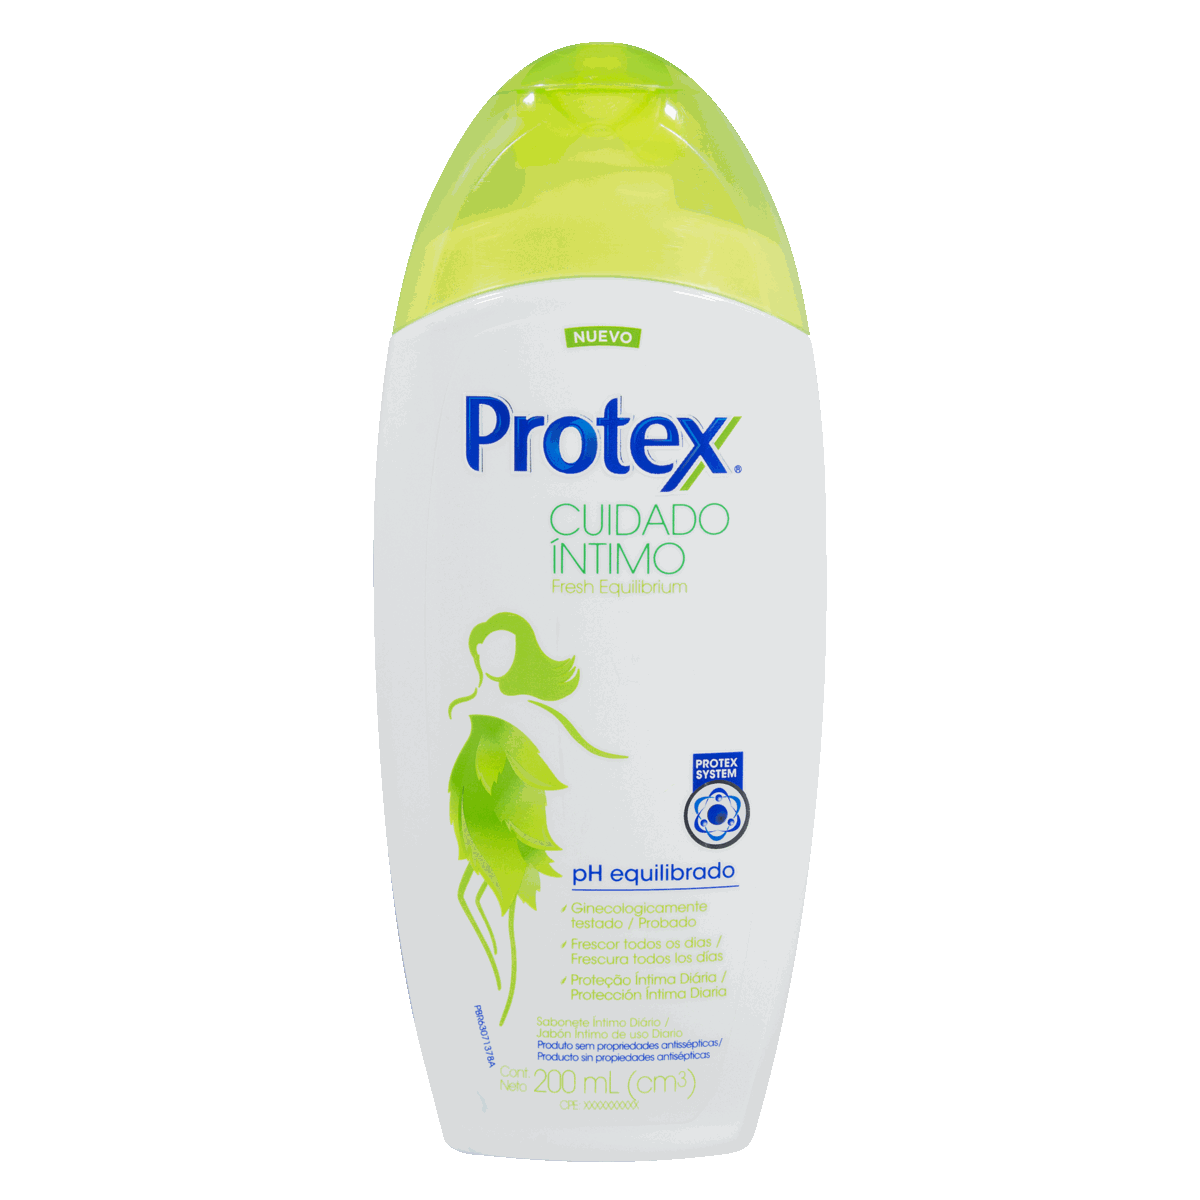 NUEVO
Protex®
CUIDADO
ÍNTIMO
Fresh Equilibrium
PROTEX
SYSTEM
pH equilibrado
Ginecologicamente
testado / Probado
Frescor todos os dias /
Frescura todos los días
Proteção Íntima Diária /
Protección Íntima Diaria
PBR63071378A
Sabonete Íntimo Diário /
Jabón Íntimo de uso Diario
Produto sem propriedades antissépticas/
Producto sin propiedades antisépticas
Cont.
Neto 200 mL (cm³)
CPE XXXXXXXXXX